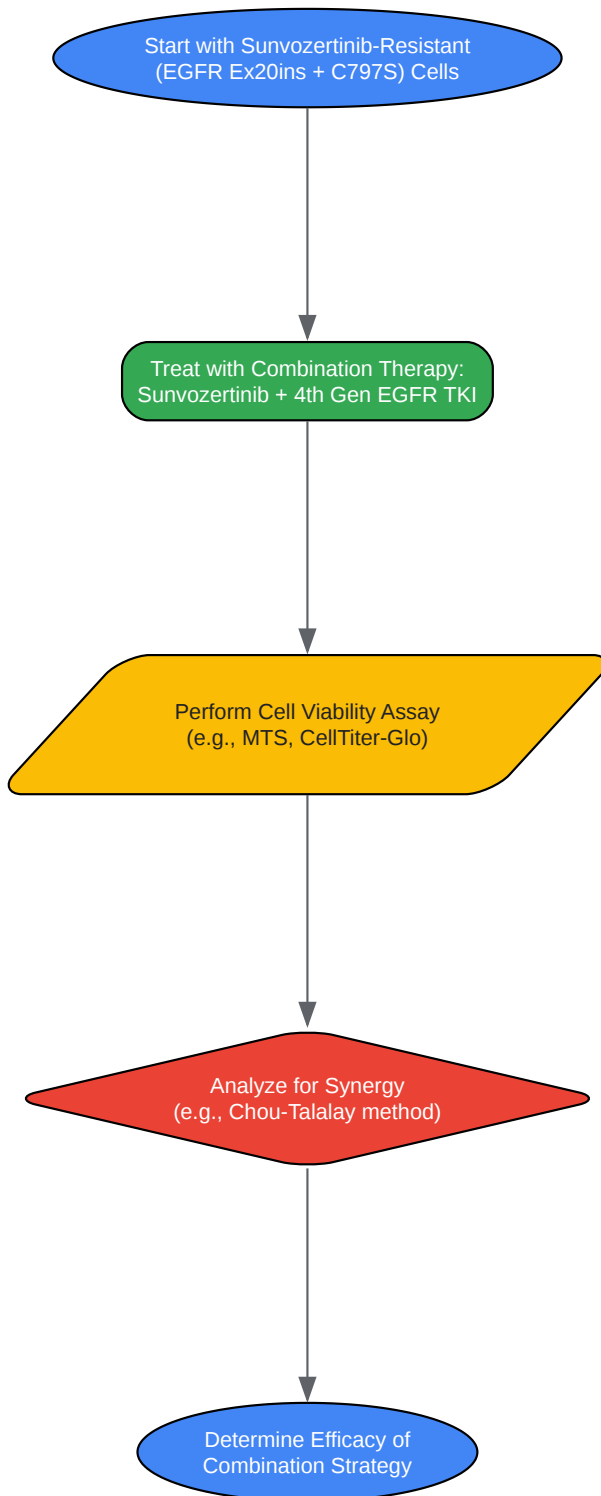 Start with Sunvozertinib-Resistant
(EGFR Ex20ins + C797S) Cells
Treat with Combination Therapy:
Sunvozertinib + 4th Gen EGFR TKI
Perform Cell Viability Assay
(e.g., MTS, CellTiter-Glo)
Analyze for Synergy
(e.g., Chou-Talalay method)
Determine Efficacy of
Combination Strategy